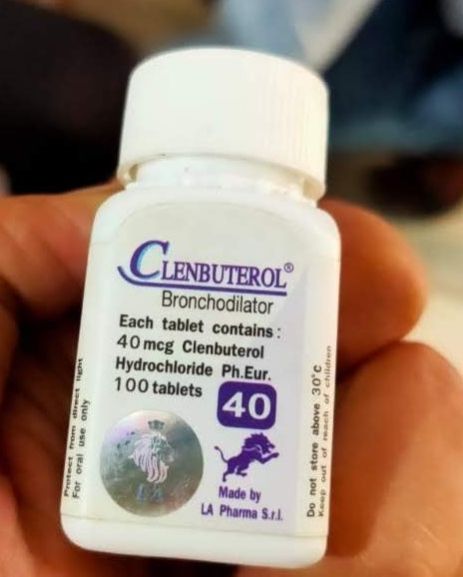 CLENBUTEROL®
Bronchodilator
Each tablet contains:
40 mcg Clenbuterol
Hydrochloride Ph.Eur.
100 tablets
40
LA
Made by
LA Pharma S.r.l.
Protect from direct light
For oral use only
Do not store above 30°C
Keep out of reach of children